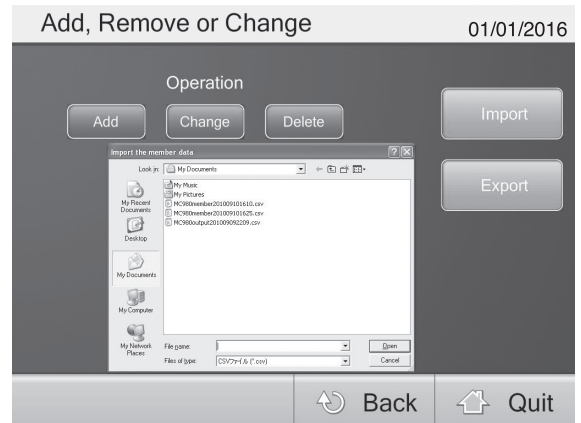 Add, Remove or Change
01/01/2016
Operation
Add
Change
Delete
Import
Export
Import the member data
Look in:
My Documents
My Music
My Pictures
MC980member201009101610.csv
MC980member201009101625.csv
MC980output201009092209.csv
My Recent
Documents
Desktop
My Documents
My Computer
My Network
Places
File name:
Open
Files of type:
CSVファイル (*.csv)
Cancel
Back
Quit